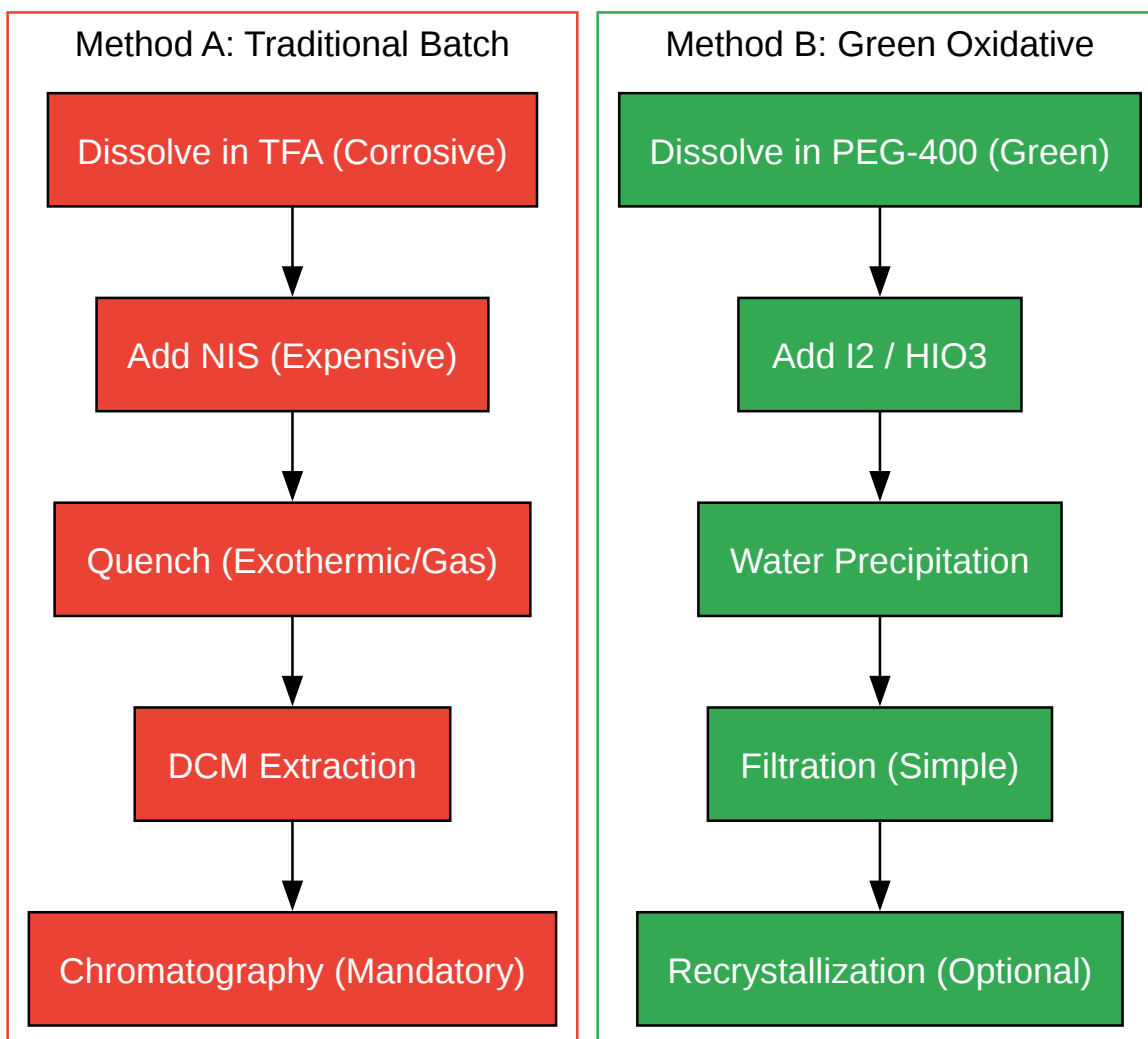 Method A: Traditional Batch
Dissolve in TFA (Corrosive)
Add NIS (Expensive)
Quench (Exothermic/Gas)
DCM Extraction
Chromatography (Mandatory)
Method B: Green Oxidative
Dissolve in PEG-400 (Green)
Add I2 / HIO3
Water Precipitation
Filtration (Simple)
Recrystallization (Optional)